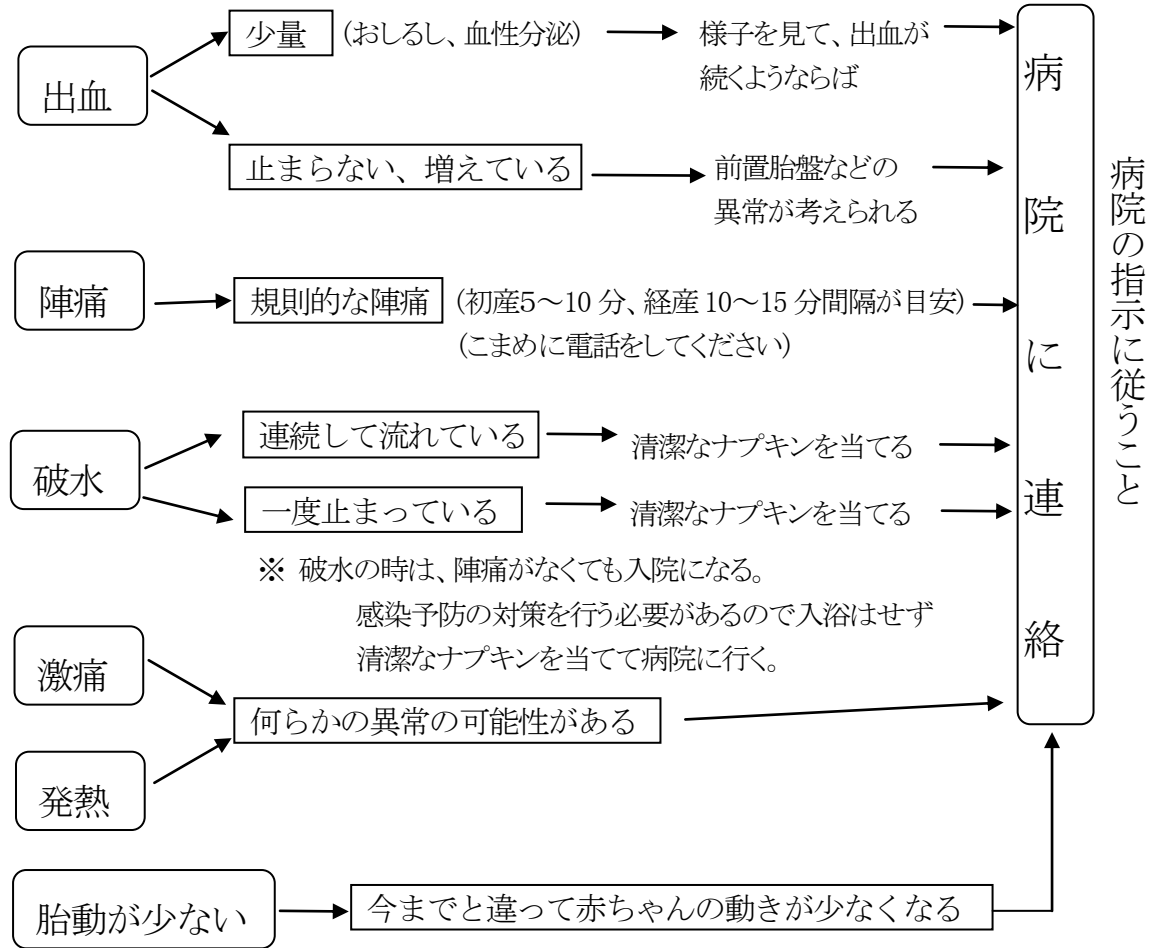 出血
少量 (おしるし、血性分泌)
様子を見て、出血が
続くようならば
止まらない、増えている
前置胎盤などの
異常が考えられる
陣痛
規則的な陣痛 (初産5～10分、経産10～15分間隔が目安)
(こまめに電話をしてください)
破水
連続して流れている
清潔なナプキンを当てる
一度止まっている
清潔なナプキンを当てる
※ 破水の時は、陣痛がなくても入院になる。
感染予防の対策を行う必要があるので入浴はせず
清潔なナプキンを当てて病院に行く。
激痛
何らかの異常の可能性がある
発熱
胎動が少ない
今までと違って赤ちゃんの動きが少なくなる
病院に連絡
病院の指示に従うこと